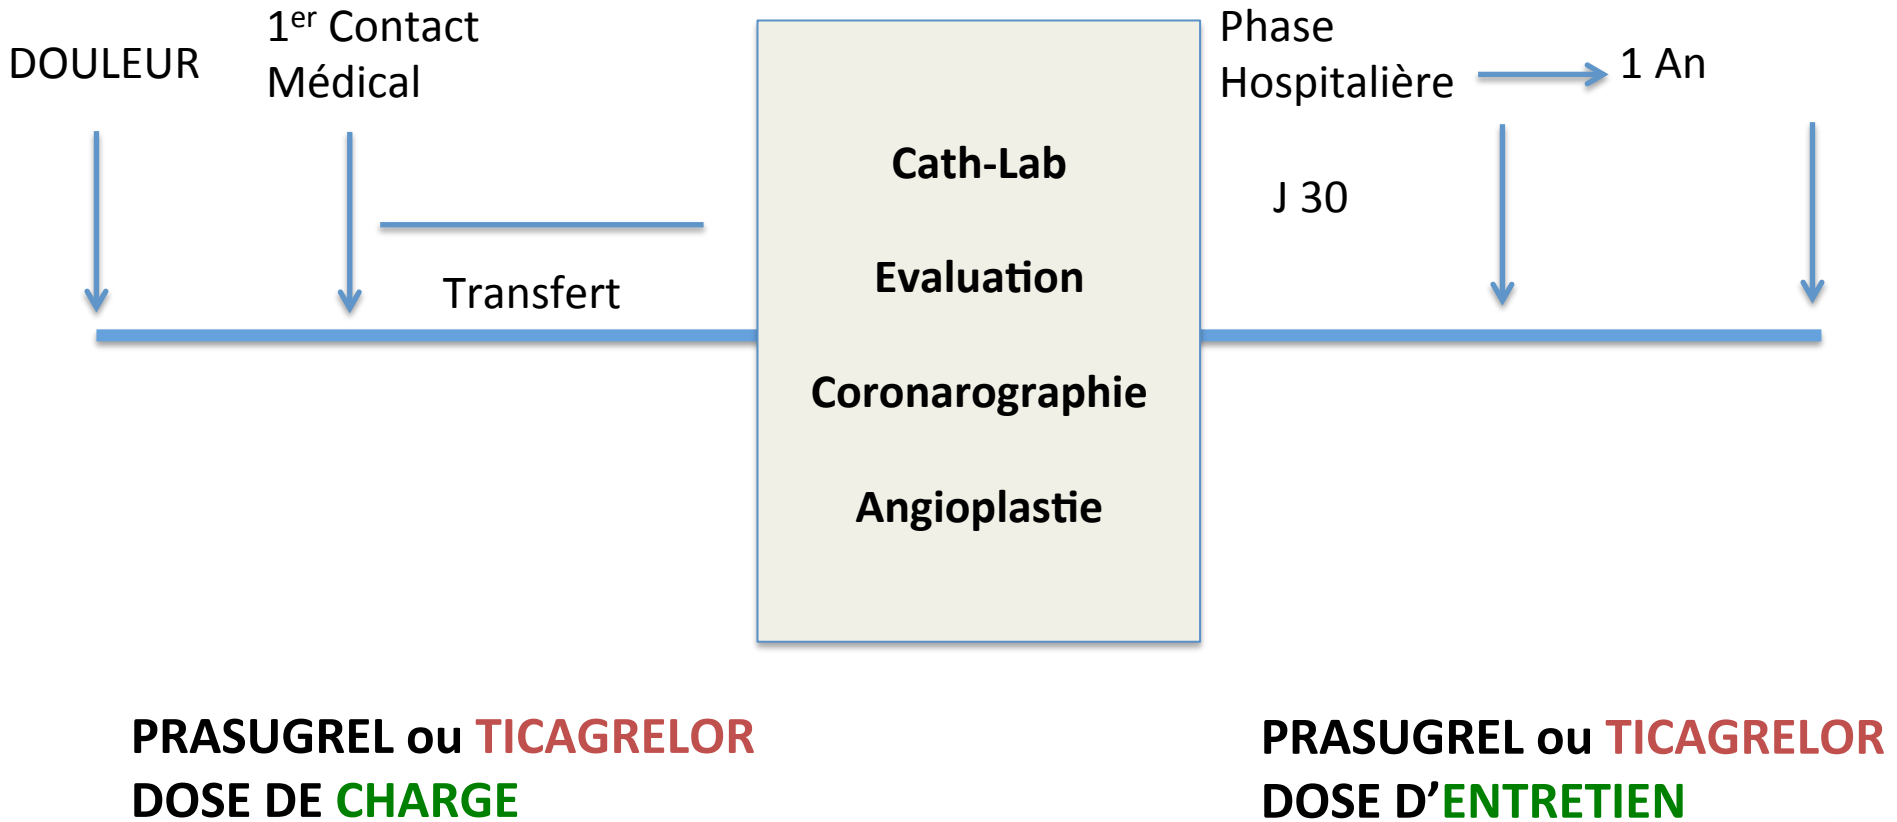 DOULEUR
1er Contact
Médical
Transfert
Cath-Lab
Evaluation
Coronarographie
Angioplastie
Phase
Hospitalière
1 An
J 30
PRASUGREL ou TICAGRELOR
DOSE DE CHARGE
PRASUGREL ou TICAGRELOR
DOSE D’ENTRETIEN